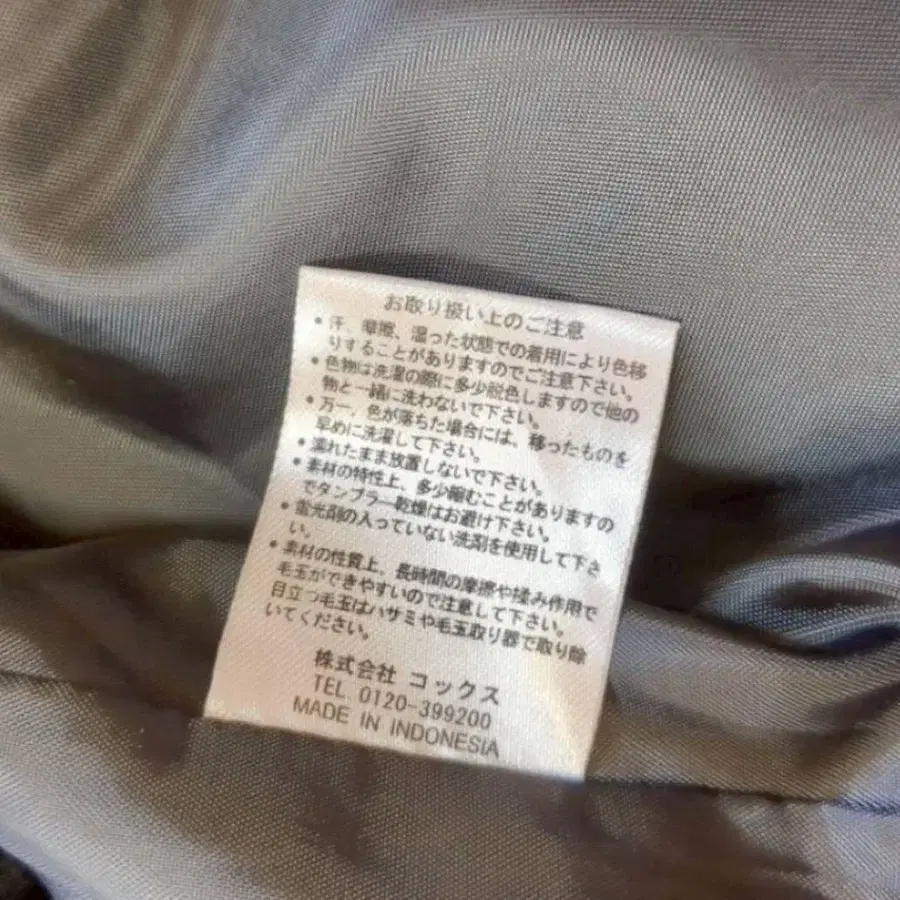 お取り扱い上のご注意
・汗、摩擦、湿った状態での着用により色移
りすることがありますのでご注意下さい。
・色物は洗濯の際に多少脱色しますので他の
物と一緒に洗わないで下さい。
・万一、色が落ちた場合には、移ったものを
早めに洗濯して下さい。
・濡れたまま放置しないで下さい。
・素材の特性上、多少縮むことがありますの
でタンブラー乾燥はお避け下さい。
・蛍光剤の入っていない洗剤を使用して下さ
い。
・素材の性質上、長時間の摩擦や揉み作用で
毛玉ができやすいので注意して下さい。
目立つ毛玉はハサミや毛玉取り器で取り除
いてください。
株式会社 コックス
TEL 0120-399200
MADE IN INDONESIA